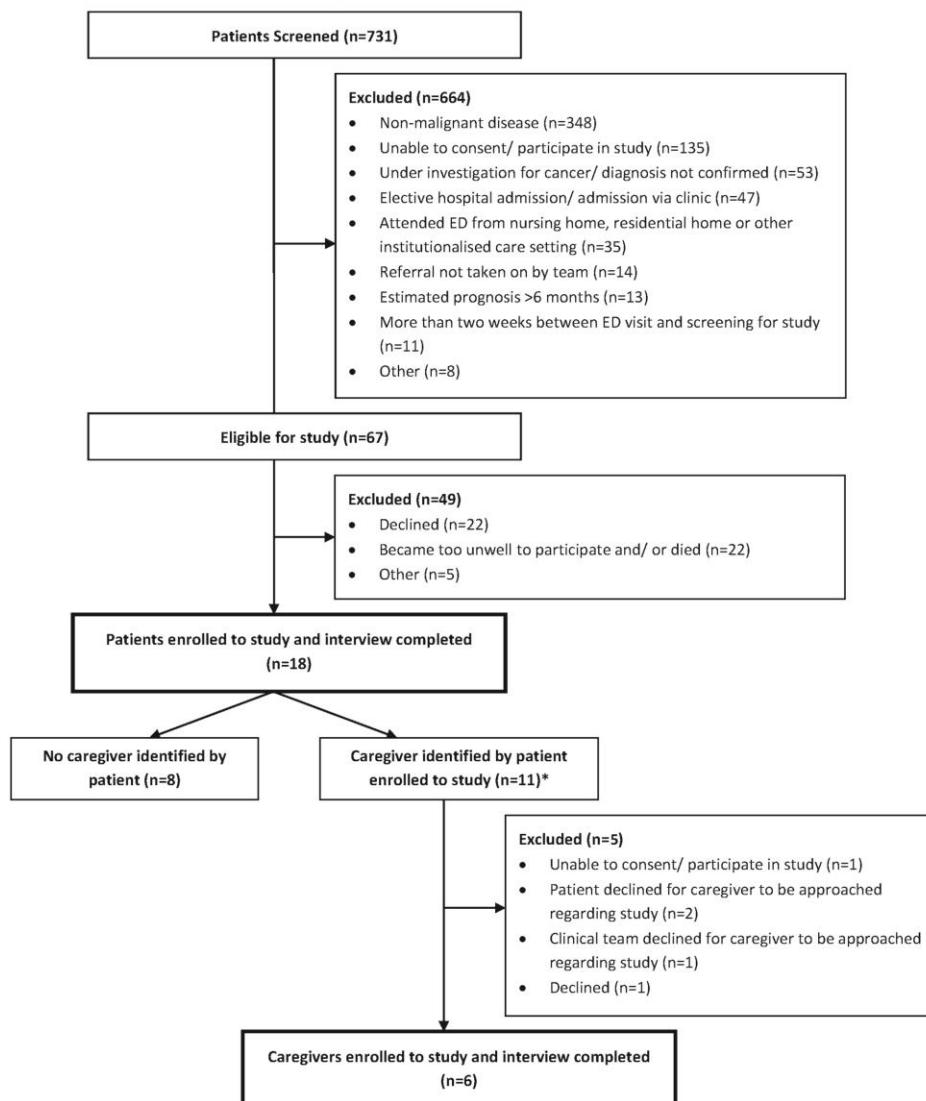 Patients Screened (n=731)
Excluded (n=664)
• Non-malignant disease (n=348)
• Unable to consent/ participate in study (n=135)
• Under investigation for cancer/ diagnosis not confirmed (n=53)
• Elective hospital admission/ admission via clinic (n=47)
• Attended ED from nursing home, residential home or other
institutionalised care setting (n=35)
• Referral not taken on by team (n=14)
• Estimated prognosis >6 months (n=13)
• More than two weeks between ED visit and screening for study
(n=11)
• Other (n=8)
Eligible for study (n=67)
Excluded (n=49)
• Declined (n=22)
• Became too unwell to participate and/ or died (n=22)
• Other (n=5)
Patients enrolled to study and interview completed
(n=18)
No caregiver identified by
patient (n=8)
Caregiver identified by patient
enrolled to study (n=11)*
Excluded (n=5)
• Unable to consent/ participate in study (n=1)
• Patient declined for caregiver to be approached
regarding study (n=2)
• Clinical team declined for caregiver to be approached
regarding study (n=1)
• Declined (n=1)
Caregivers enrolled to study and interview completed
(n=6)